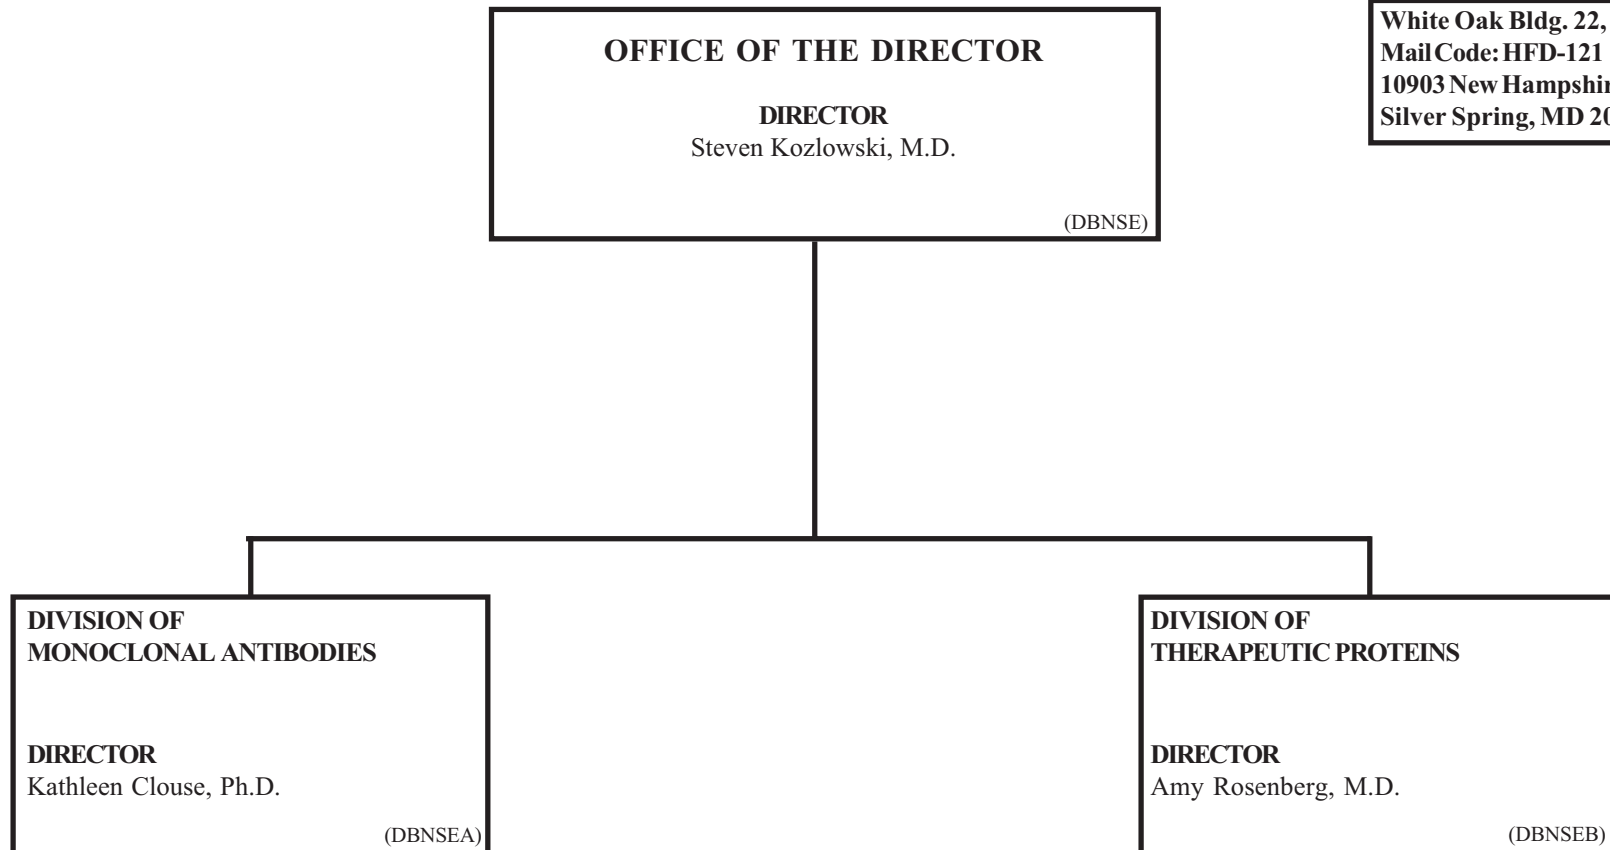 OFFICE OF THE DIRECTOR
DIRECTOR
Steven Kozlowski, M.D.
(DBNSE)
White Oak Bldg. 22,
Mail Code: HFD-121
10903 New
Silver Spring, MD
DIVISION OF
MONOCLONAL ANTIBODIES
DIRECTOR
Kathleen Clouse, Ph.D.
(DBNSEA)
DIVISION OF
THERAPEUTIC PROTEINS
DIRECTOR
Amy Rosenberg, M.D.
(DBNSEB)